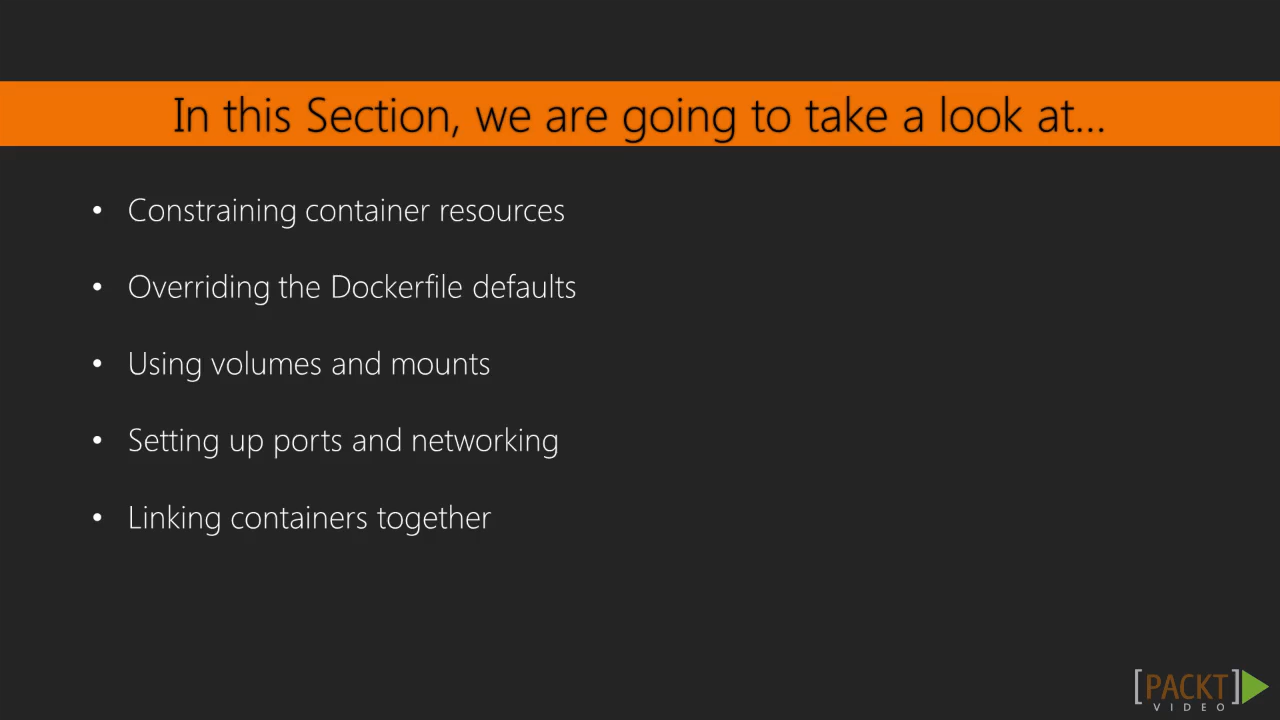 In this Section, we are going to take a look at...
• Constraining container resources
• Overriding the Dockerfile defaults
• Using volumes and mounts
• Setting up ports and networking
• Linking containers together
[PACKT]
VIDEO